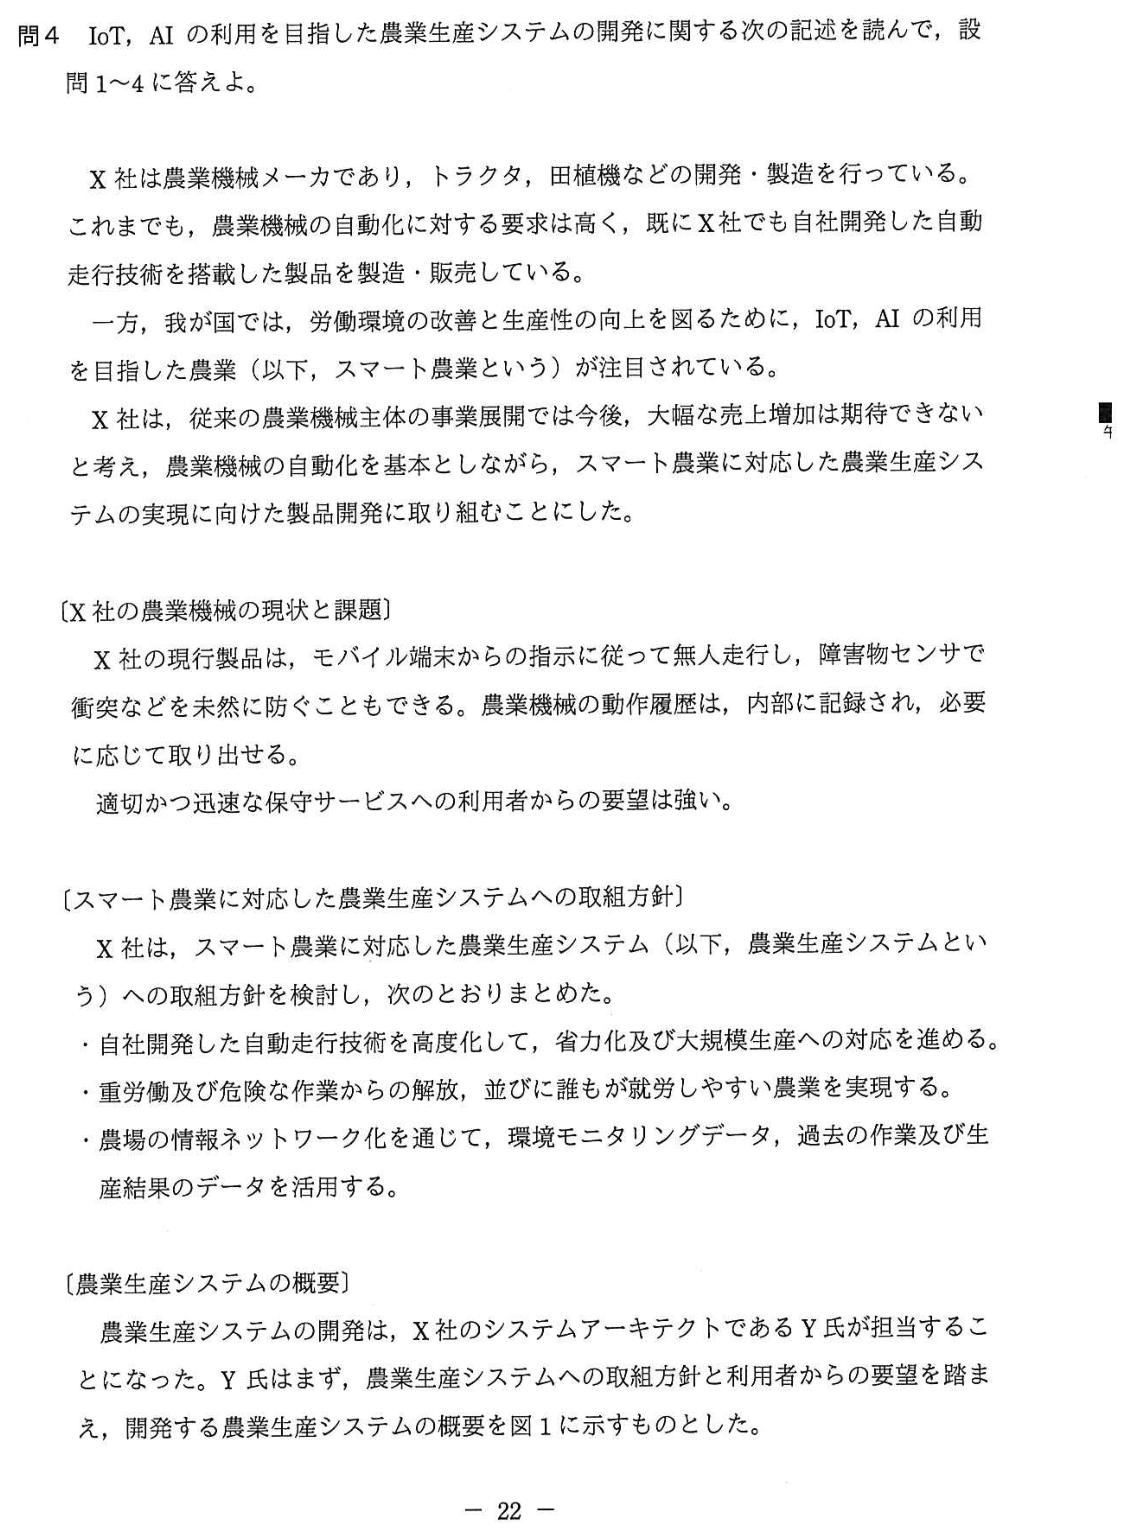 問4　IoT，AI の利用を目指した農業生産システムの開発に関する次の記述を読んで，設
問 1～4 に答えよ。
X 社は農業機械メーカであり，トラクタ，田植機などの開発・製造を行っている。
これまでも，農業機械の自動化に対する要求は高く，既に X 社でも自社開発した自動
走行技術を搭載した製品を製造・販売している。
一方，我が国では，労働環境の改善と生産性の向上を図るために，IoT，AI の利用
を目指した農業（以下，スマート農業という）が注目されている。
X 社は，従来の農業機械主体の事業展開では今後，大幅な売上増加は期待できない
と考え，農業機械の自動化を基本としながら，スマート農業に対応した農業生産シス
テムの実現に向けた製品開発に取り組むことにした。
〔X 社の農業機械の現状と課題〕
X 社の現行製品は，モバイル端末からの指示に従って無人走行し，障害物センサで
衝突などを未然に防ぐこともできる。農業機械の動作履歴は，内部に記録され，必要
に応じて取り出せる。
適切かつ迅速な保守サービスへの利用者からの要望は強い。
〔スマート農業に対応した農業生産システムへの取組方針〕
X 社は，スマート農業に対応した農業生産システム（以下，農業生産システムとい
う）への取組方針を検討し，次のとおりまとめた。
・自社開発した自動走行技術を高度化して，省力化及び大規模生産への対応を進める。
・重労働及び危険な作業からの解放，並びに誰もが就労しやすい農業を実現する。
・農場の情報ネットワーク化を通じて，環境モニタリングデータ，過去の作業及び生
産結果のデータを活用する。
〔農業生産システムの概要〕
農業生産システムの開発は，X 社のシステムアーキテクトである Y 氏が担当するこ
とになった。Y 氏はまず，農業生産システムへの取組方針と利用者からの要望を踏ま
え，開発する農業生産システムの概要を図 1 に示すものとした。
－ 22 －